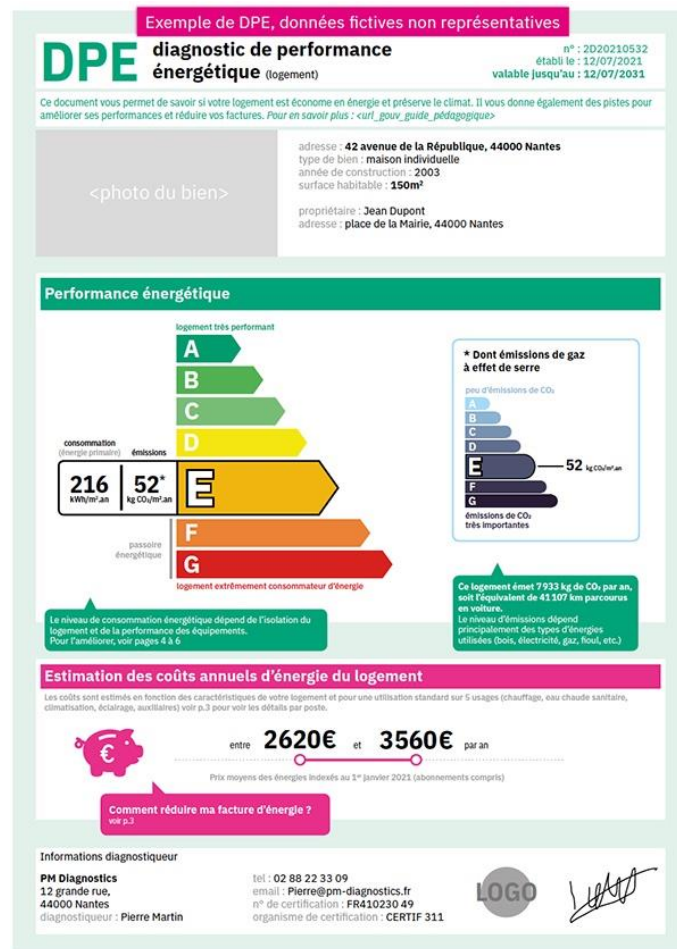 Exemple de DPE, données fictives non représentatives
DPE
diagnostic de performance
énergétique (logement)
n° : 2D20210532
établi le : 12/07/2021
valable jusqu'au : 12/07/2031
Ce document vous permet de savoir si votre logement est économe en énergie et préserve le climat. Il vous donne également des pistes pour
améliorer ses performances et réduire vos factures. Pour en savoir plus : <url_gouv_guide_pédagogique>
<photo du bien>
adresse : 42 avenue de la République, 44000 Nantes
type de bien : maison individuelle
année de construction : 2003
surface habitable : 150m²
propriétaire : Jean Dupont
adresse : place de la Mairie, 44000 Nantes
Performance énergétique
logement très performant
A
B
C
D
consommation
(énergie primaire)
émissions
216
kWh/m².an
52*
kg CO₂/m².an
E
passoire
énergétique
F
G
logement extrêmement consommateur d'énergie
Le niveau de consommation énergétique dépend de l'isolation du
logement et de la performance des équipements.
Pour l'améliorer, voir pages 4 à 6
* Dont émissions de gaz
à effet de serre
peu d'émissions de CO₂
A
B
C
D
E
52 kg CO₂/m².an
F
G
émissions de CO₂
très importantes
Ce logement émet 7 933 kg de CO₂ par an,
soit l'équivalent de 41 107 km parcourus
en voiture.
Le niveau d'émissions dépend
principalement des types d'énergies
utilisées (bois, électricité, gaz, fioul, etc.)
Estimation des coûts annuels d'énergie du logement
Les coûts sont estimés en fonction des caractéristiques de votre logement et pour une utilisation standard sur 5 usages (chauffage, eau chaude sanitaire,
climatisation, éclairage, auxiliaires) voir p.3 pour voir les détails par poste.
€
entre 2620€ et 3560€ par an
Prix moyens des énergies indexés au 1er janvier 2021 (abonnements compris)
Comment réduire ma facture d'énergie ?
voir p.3
Informations diagnostiqueur
PM Diagnostics
12 grande rue,
44000 Nantes
diagnostiqueur : Pierre Martin
tel : 02 88 22 33 09
email : Pierre@pm-diagnostics.fr
n° de certification : FR410230 49
organisme de certification : CERTIF 311
LOGO